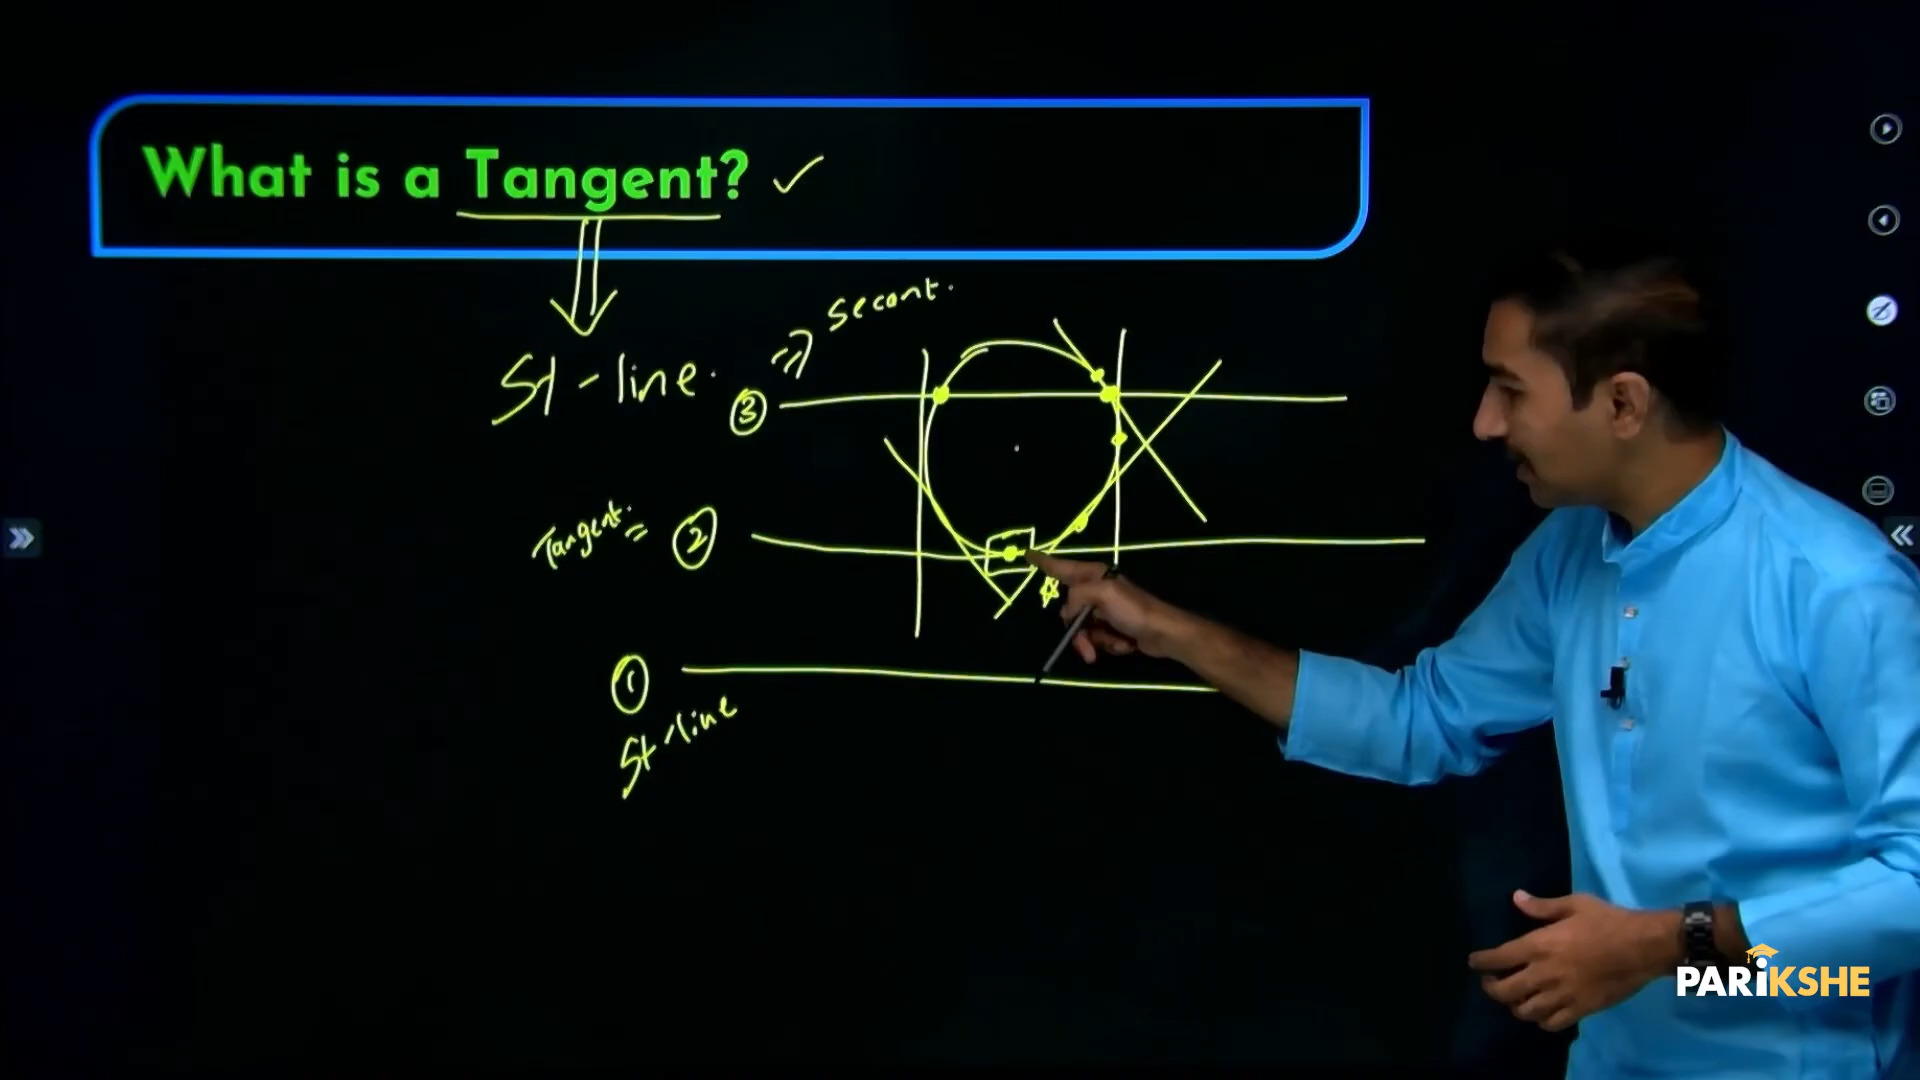 What is a Tangent?
secant.
St-line.
3
Tangent. =
2
1
St-line
PARiKSHE